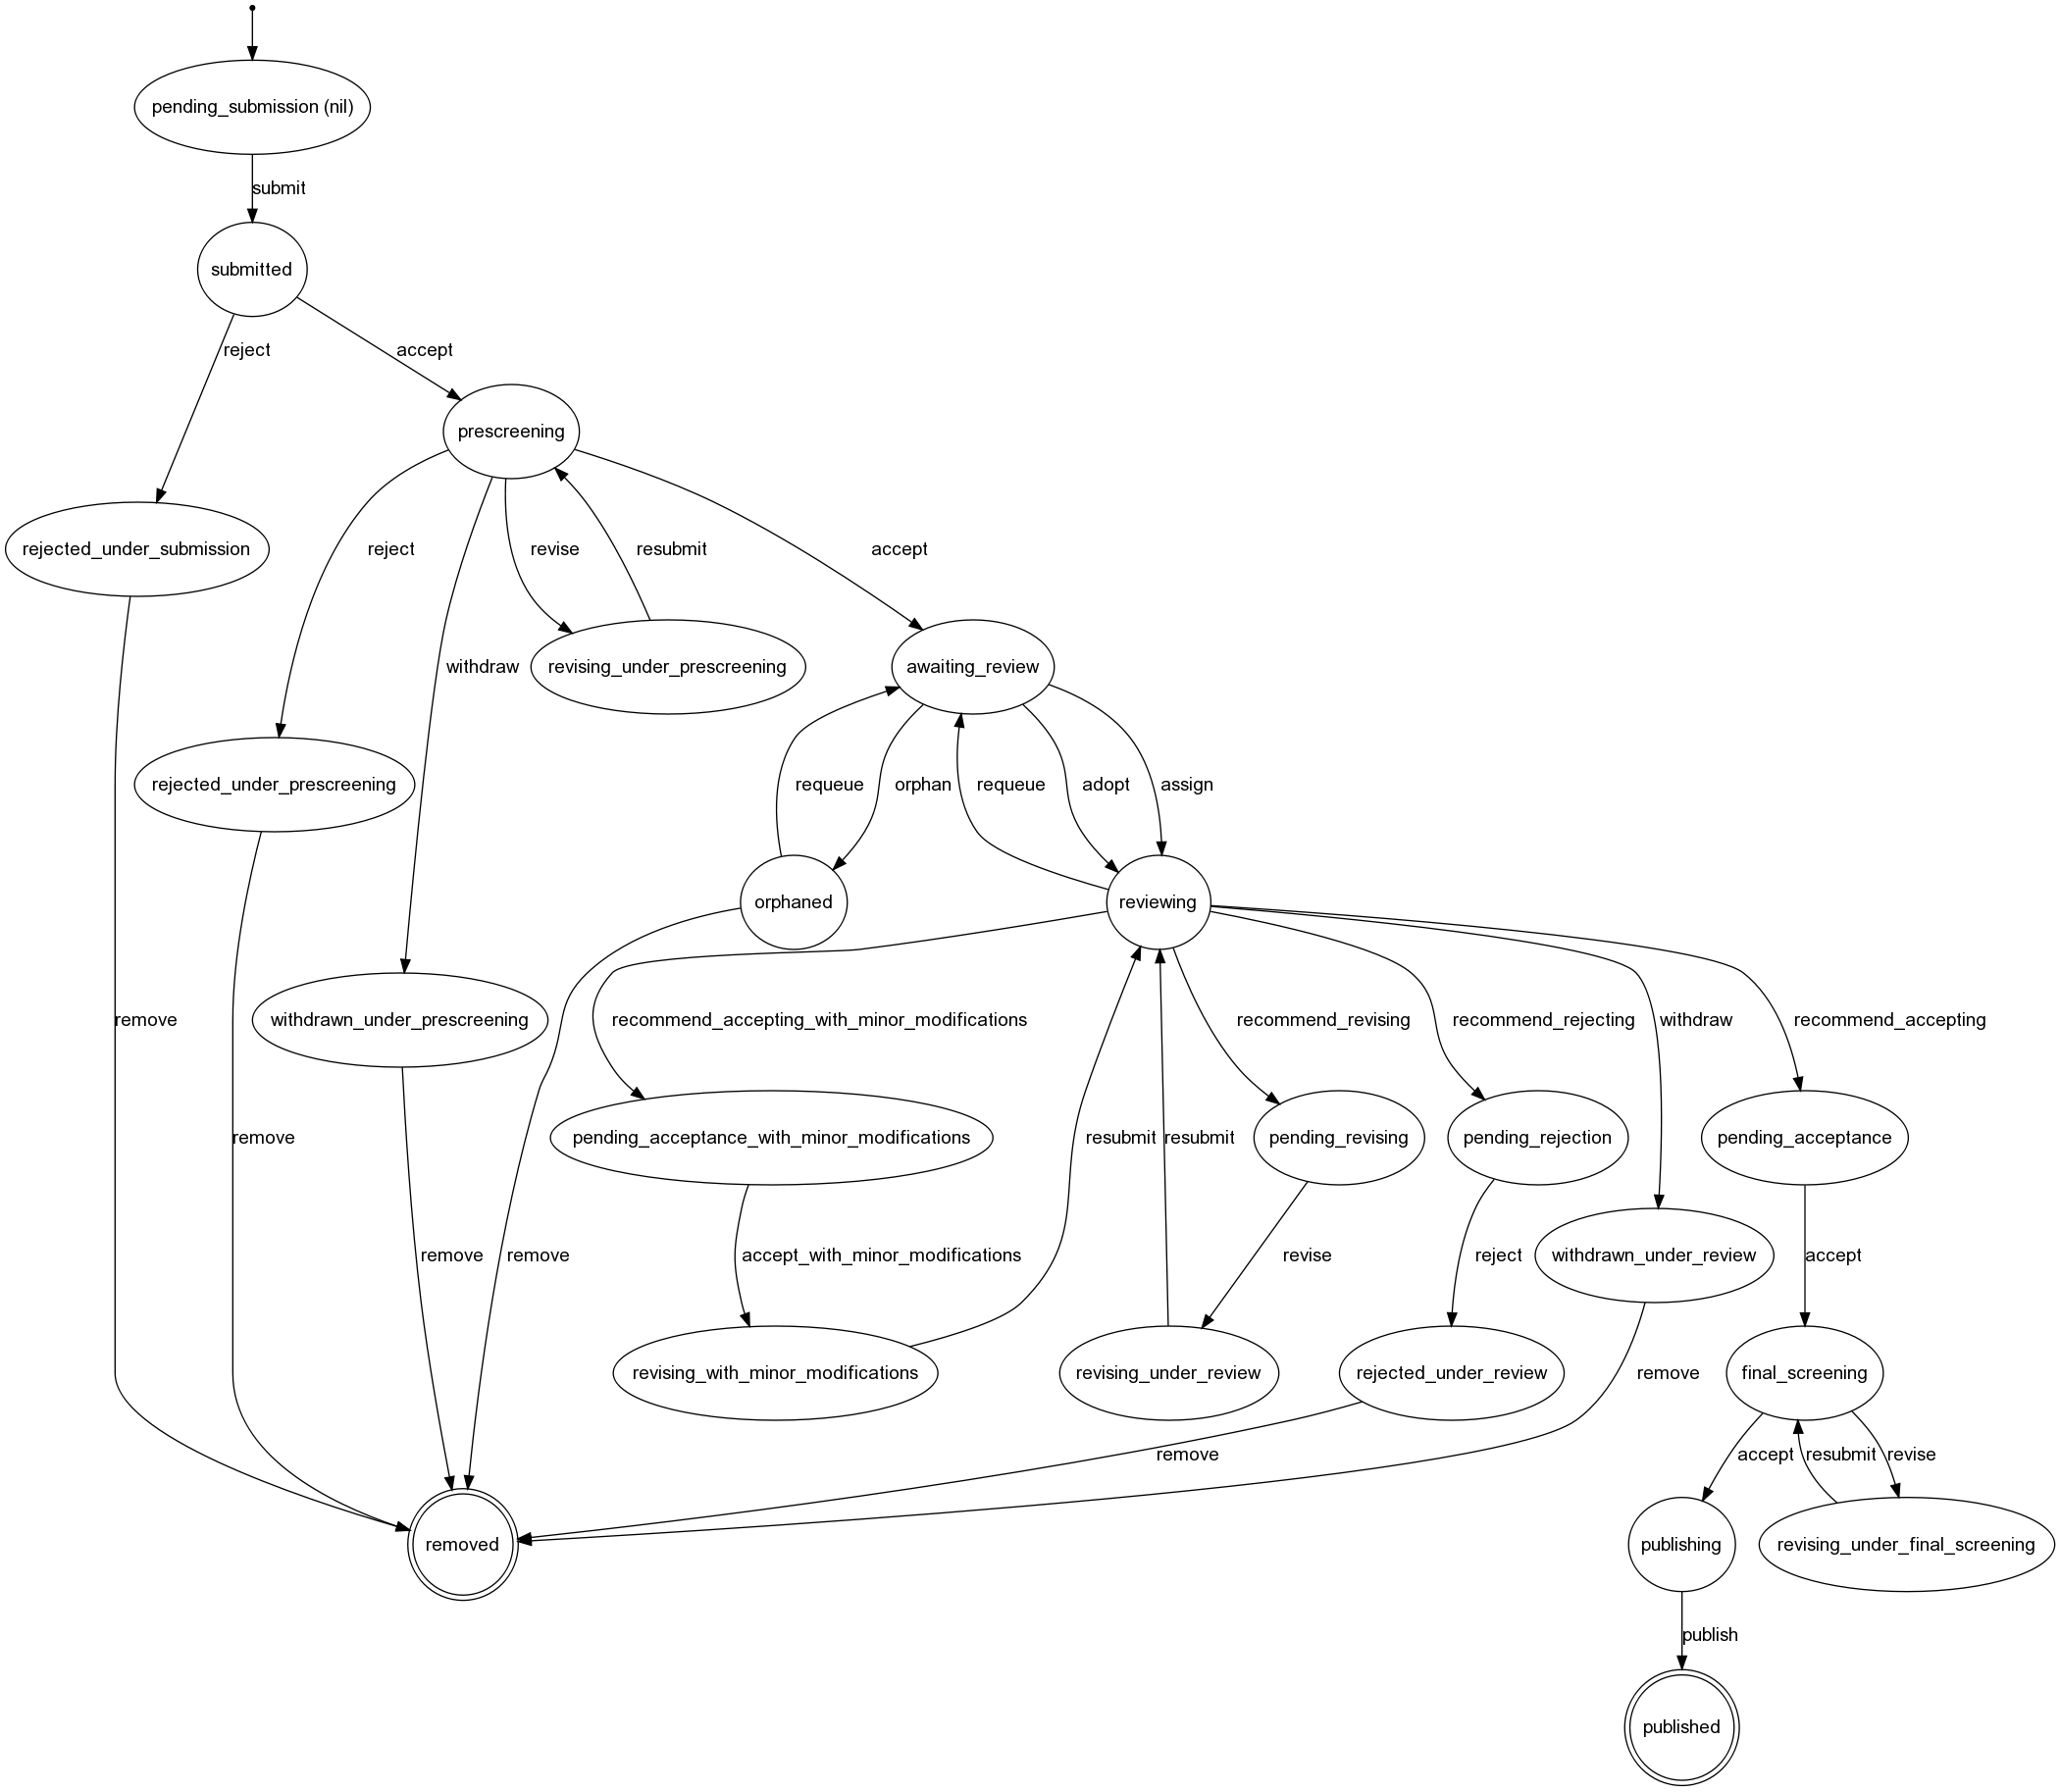 pending_submission (nil)
submit
submitted
reject
accept
prescreening
rejected_under_submission
reject
revise
resubmit
accept
withdraw
revising_under_prescreening
awaiting_review
rejected_under_prescreening
requeue
orphan
requeue
adopt
assign
orphaned
reviewing
remove
withdrawn_under_prescreening
recommend_accepting_with_minor_modifications
recommend_revising
recommend_rejecting
withdraw
recommend_accepting
remove
pending_acceptance_with_minor_modifications
resubmit
resubmit
pending_revising
pending_rejection
pending_acceptance
remove
remove
accept_with_minor_modifications
revise
reject
withdrawn_under_review
accept
revising_with_minor_modifications
revising_under_review
rejected_under_review
remove
final_screening
remove
accept
resubmit
revise
removed
publishing
revising_under_final_screening
publish
published